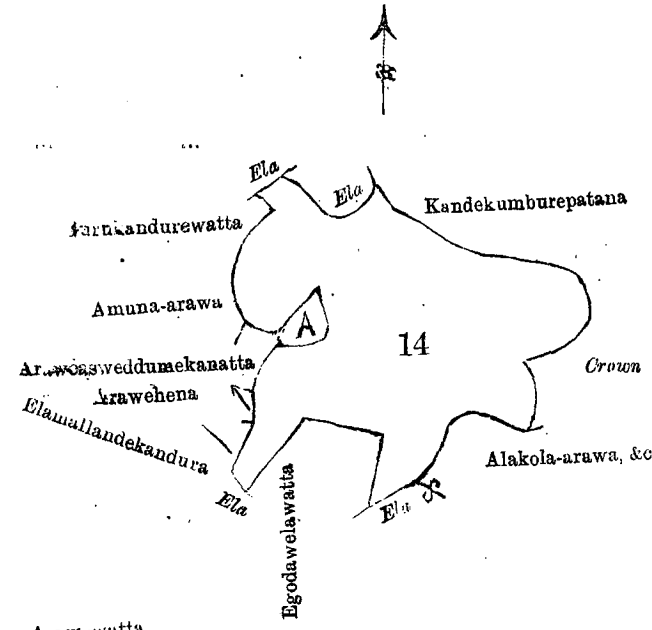 Ela
Ela
Kandekumburepatana
Amuna-arawa
A
14
Crown
Arawehena
Elamallandekandura
Alakola-arawa, &c
Ela
Ela
Egodawelawatta